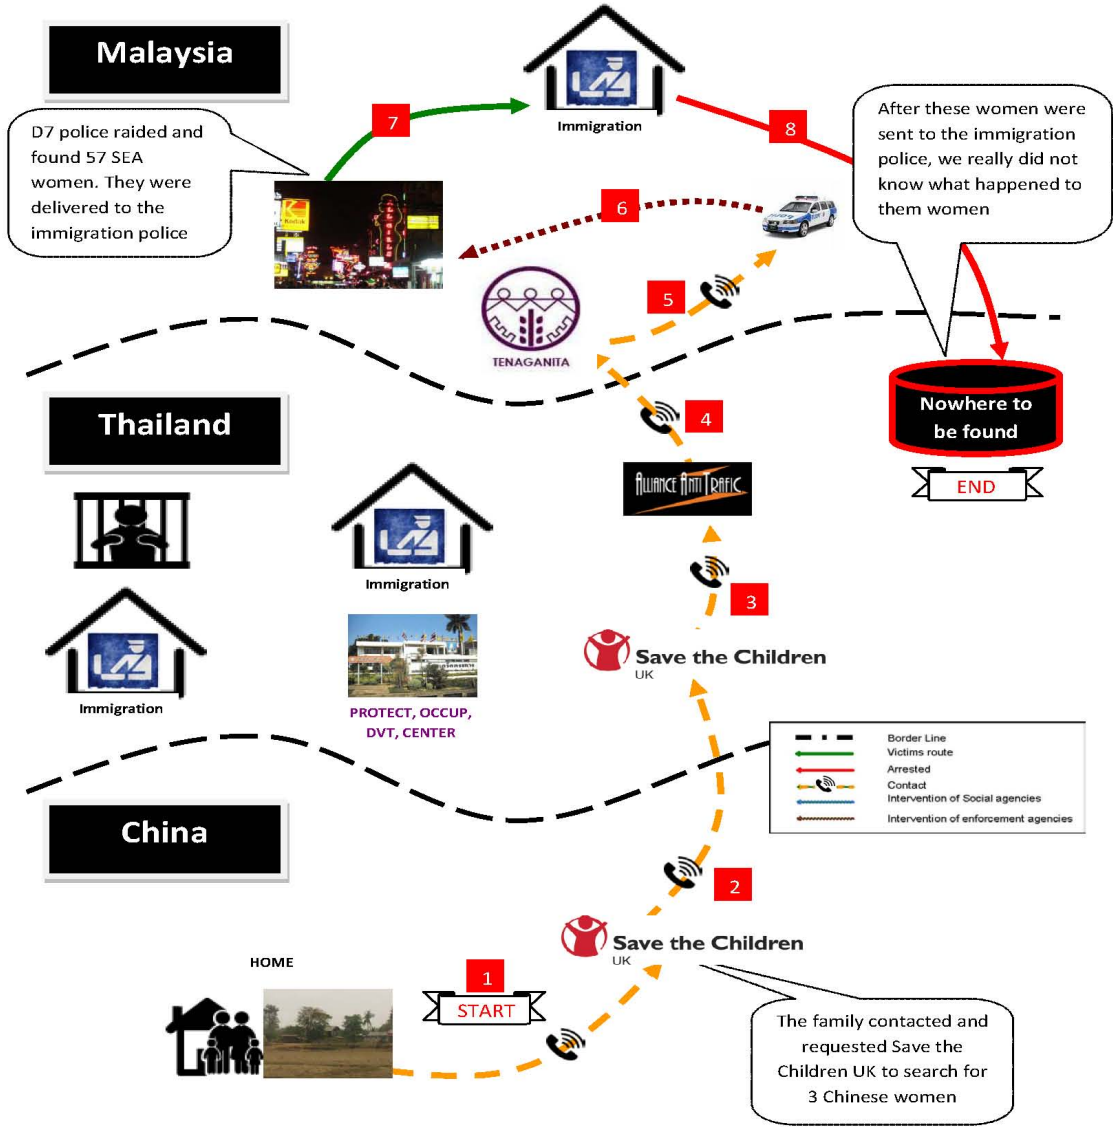 Malaysia
D7 police raided and
found 57 SEA
women. They were
delivered to the
immigration police
7
Immigration
8
After these women were
sent to the immigration
police, we really did not
know what happened to
them women
6
Kodak
5
TENAGANITA
Thailand
4
Nowhere to
be found
END
ALLIANCE ANTI TRAFIC
Immigration
3
Immigration
PROTECT, OCCUP,
DVT, CENTER
Save the Children
UK
Border Line
Victims route
Arrested
Contact
Intervention of Social agencies
Intervention of enforcement agencies
China
2
Save the Children
UK
HOME
1
START
The family contacted and
requested Save the
Children UK to search for
3 Chinese women